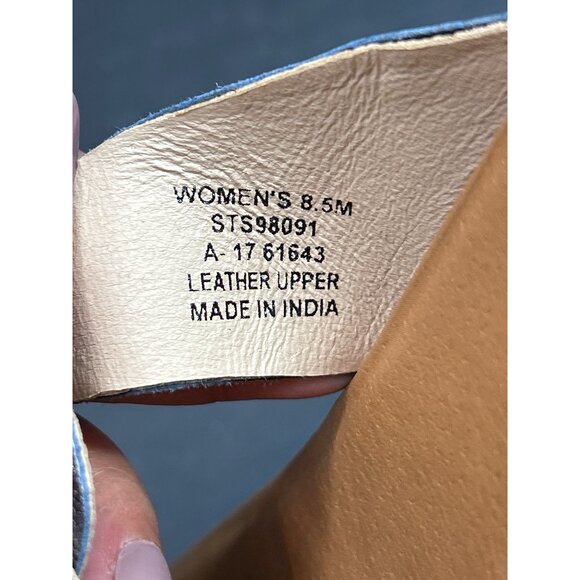 WOMEN'S 8.5M
STS98091
A- 17 61643
LEATHER UPPER
MADE IN INDIA